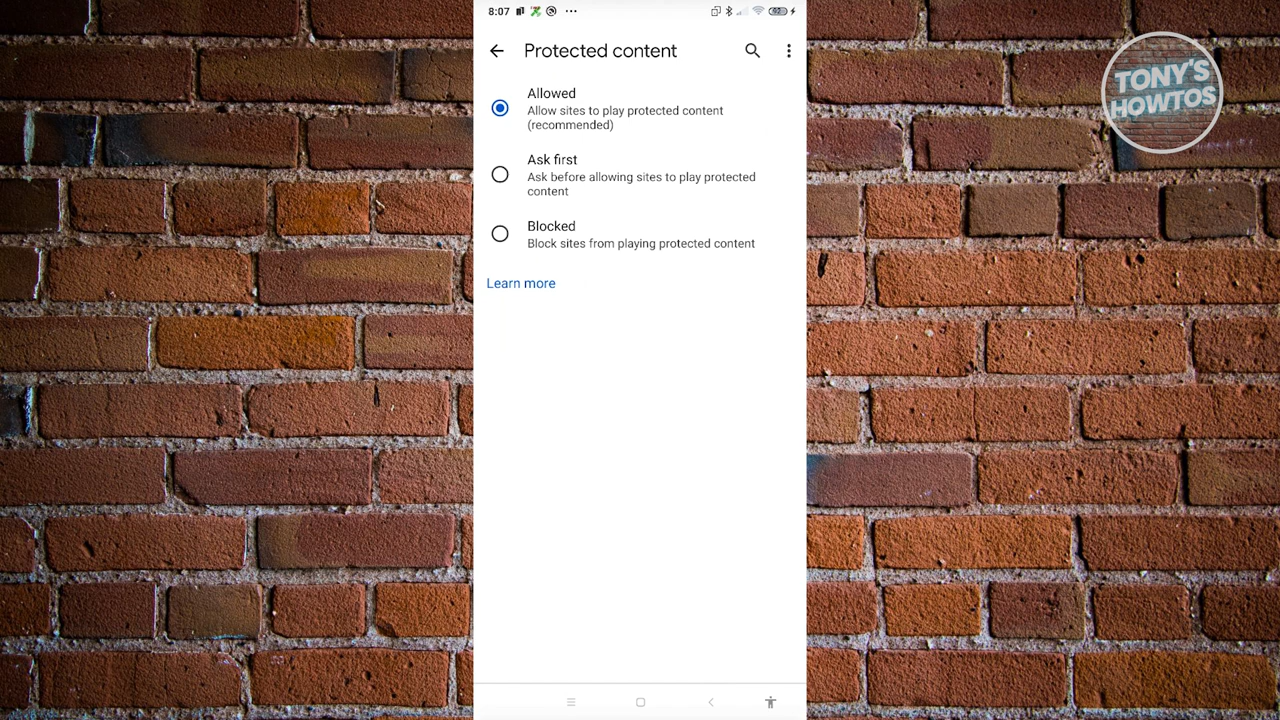 8:07
92
Protected content
Allowed
Allow sites to play protected content
(recommended)
Ask first
Ask before allowing sites to play protected
content
Blocked
Block sites from playing protected content
Learn more
TONY'S
HOWTOS